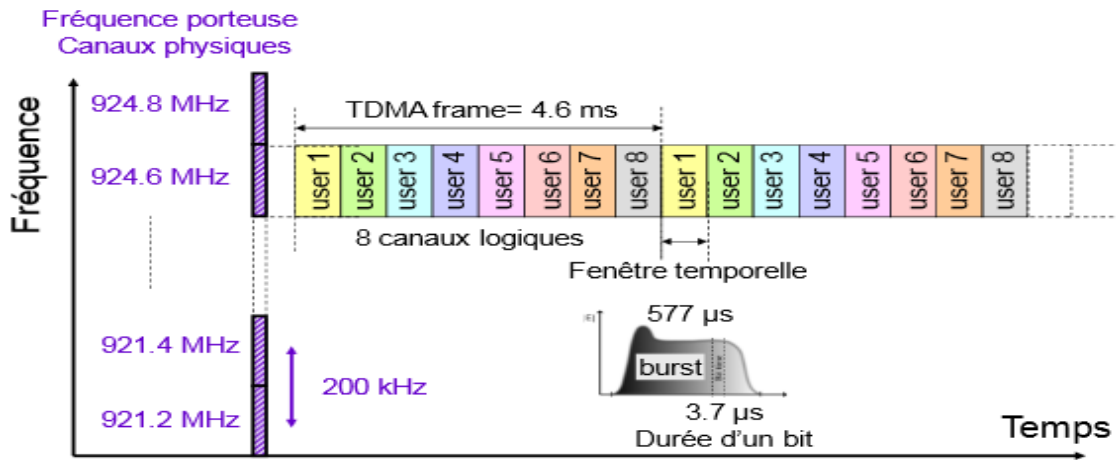 Fréquence porteuse
Canaux physiques
Fréquence
924.8 MHz
TDMA frame= 4.6 ms
924.6 MHz
user 1
user 2
user 3
user 4
user 5
user 6
user 7
user 8
user 1
user 2
user 3
user 4
user 5
user 6
user 7
user 8
8 canaux logiques
Fenêtre temporelle
577 µs
921.4 MHz
burst
200 kHz
921.2 MHz
3.7 µs
Durée d'un bit
Temps